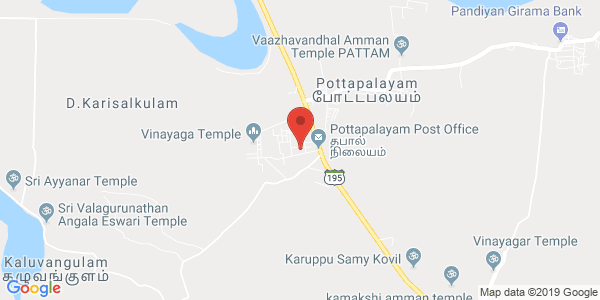 Pandiyan Girama Bank
Vaazhavandhal Amman
Temple PATTAM
Pottapalayam
போட்டபலயம்
D.Karisalkulam
Vinayaga Temple
Pottapalayam Post Office
தபால்
நிலையம்
195
Sri Ayyanar Temple
Sri Valagurunathan
Angala Eswari Temple
Kaluvangulam
கழுவங்குளம்
Karuppu Samy Kovil
Vinayagar Temple
kamakshi amman temple
Map data ©2019 Google